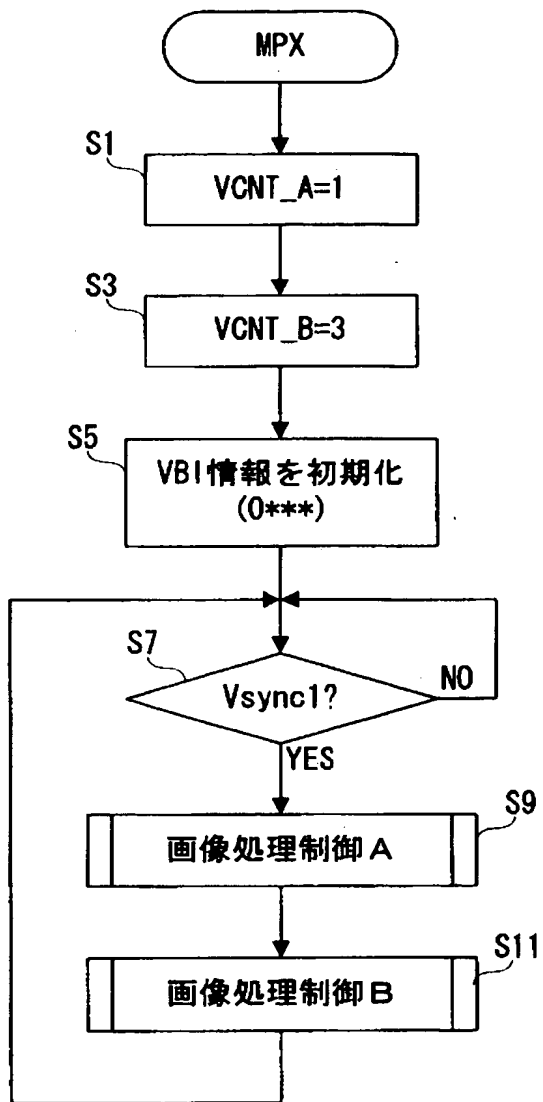 MPX
S1
VCNT_A=1
S3
VCNT_B=3
S5
VBI情報を初期化
(0***)
S7
Vsync1?
NO
YES
S9
画像処理制御A
S11
画像処理制御B